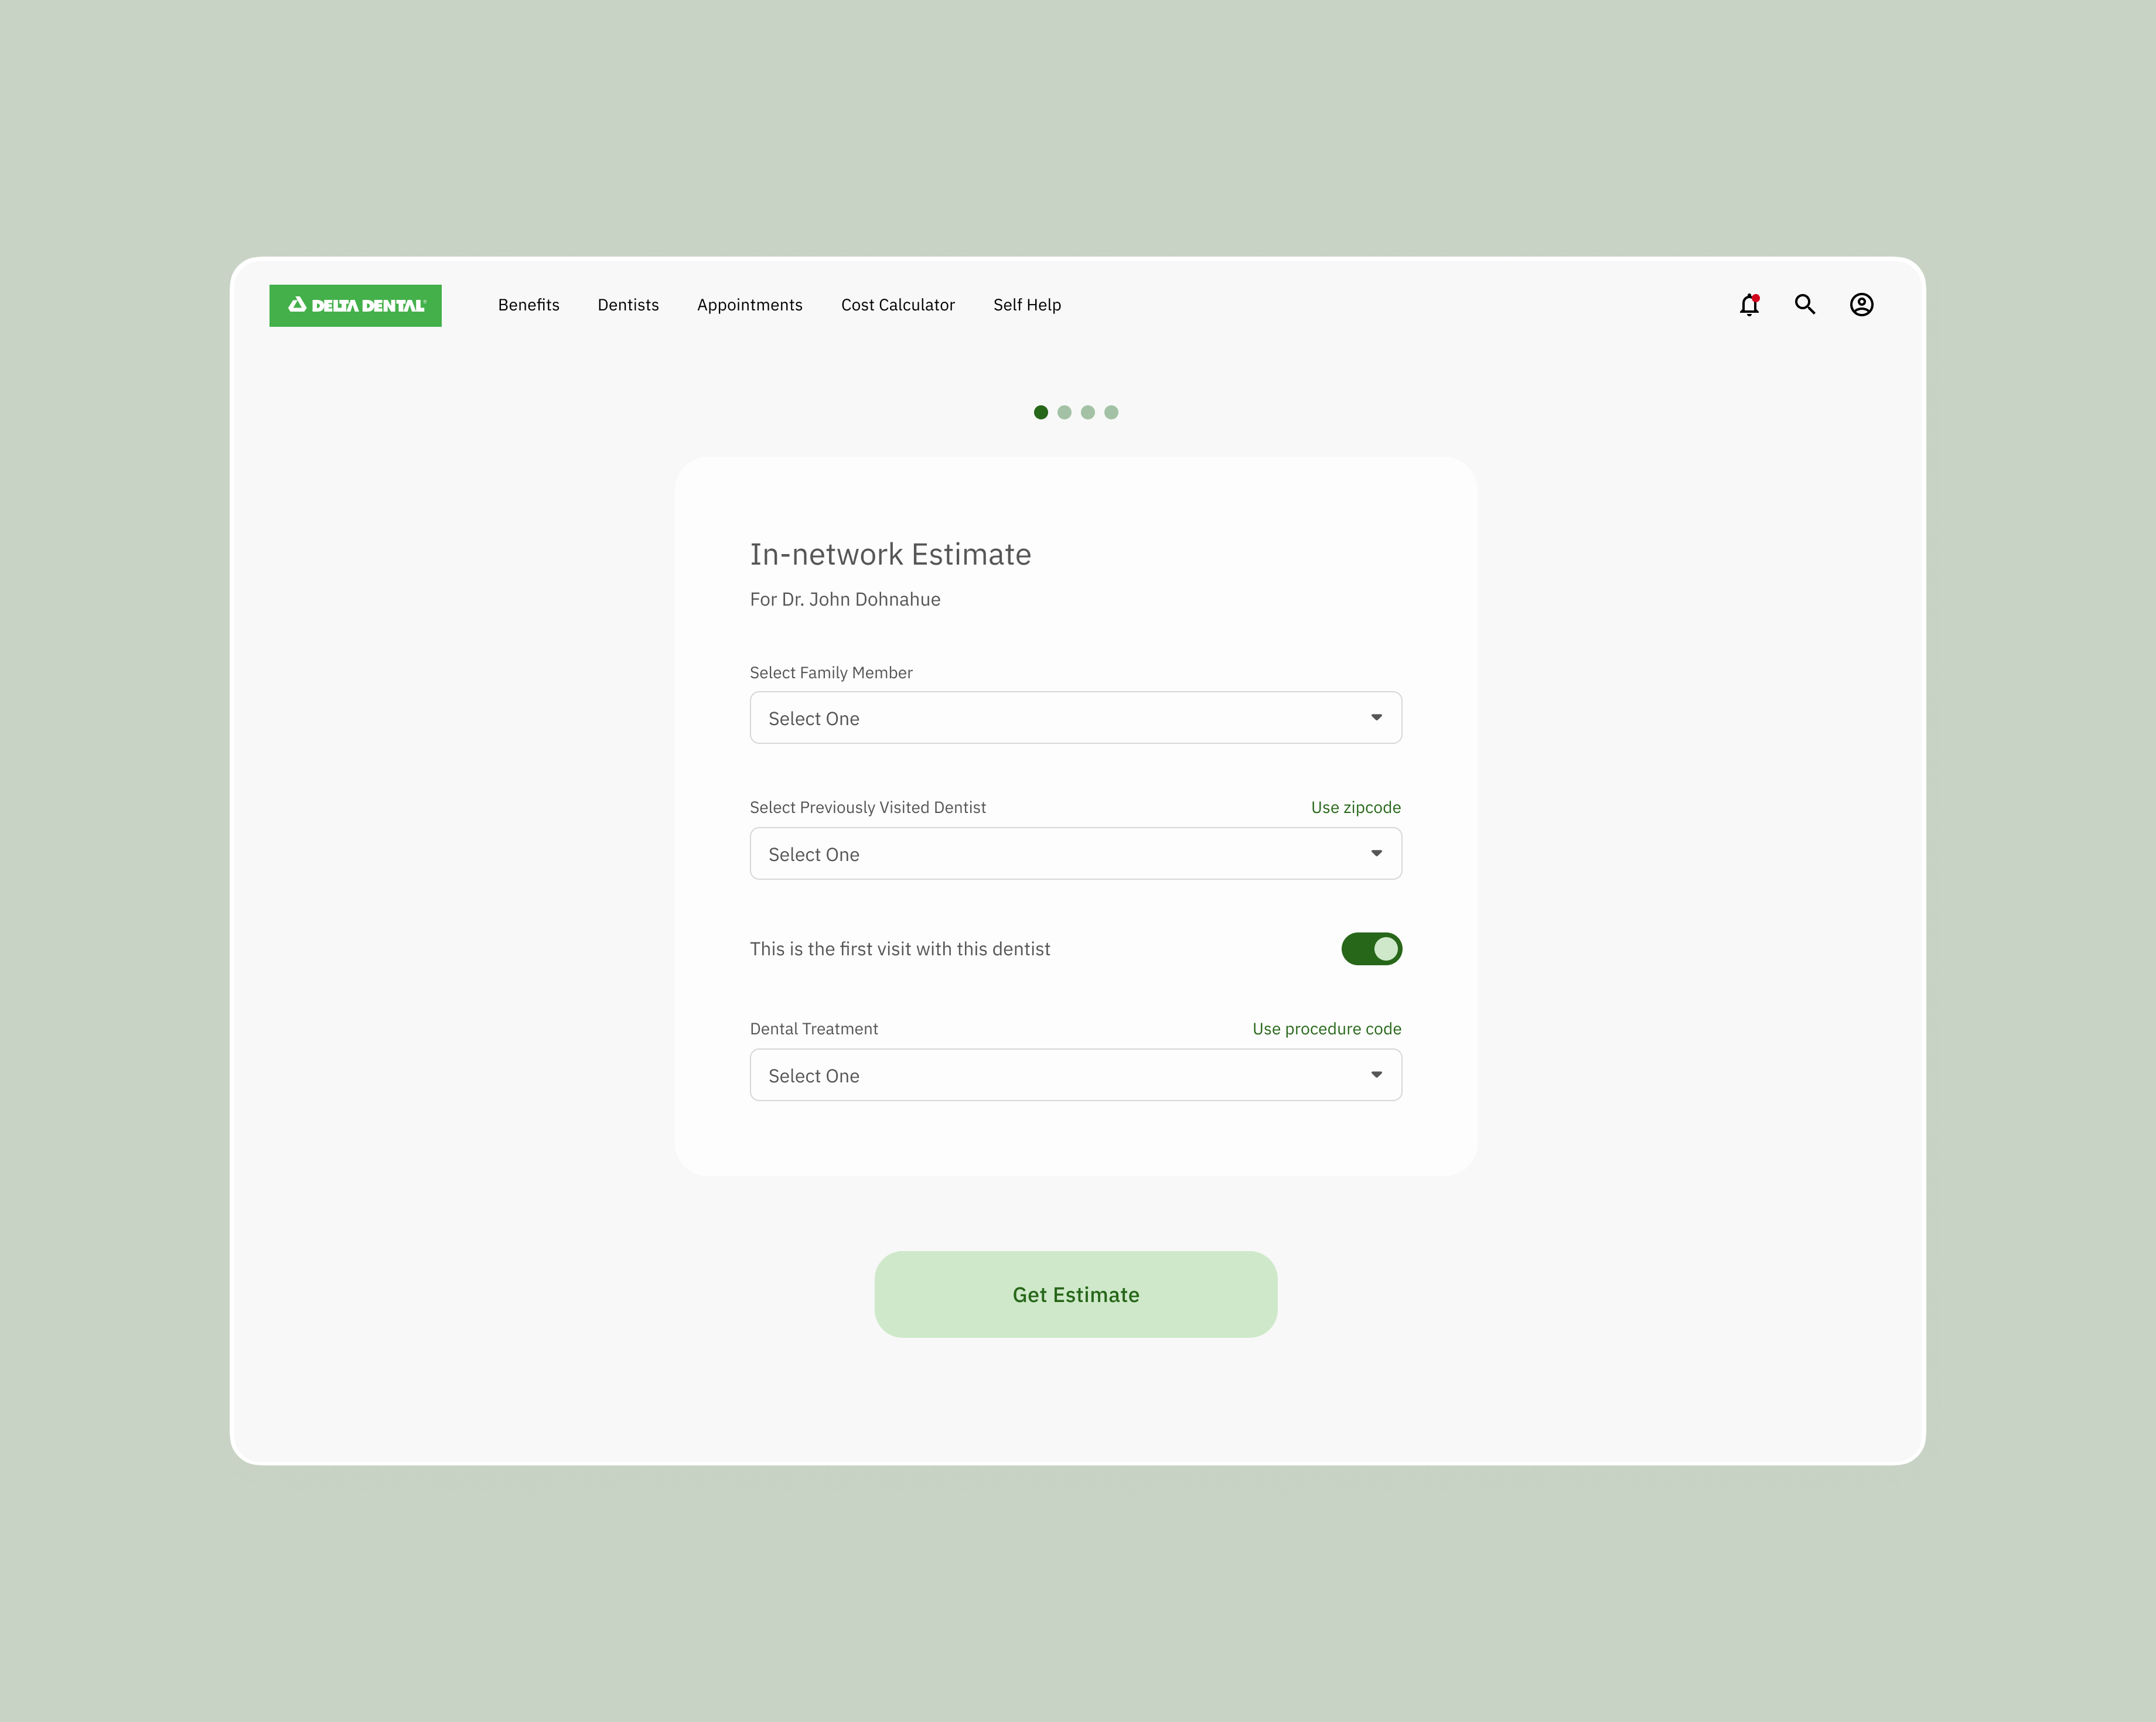 DELTA DENTAL
Benefits
Dentists
Appointments
Cost Calculator
Self Help
In-network Estimate
For Dr. John Dohnahue
Select Family Member
Select One
Select Previously Visited Dentist
Use zipcode
Select One
This is the first visit with this dentist
Dental Treatment
Use procedure code
Select One
Get Estimate